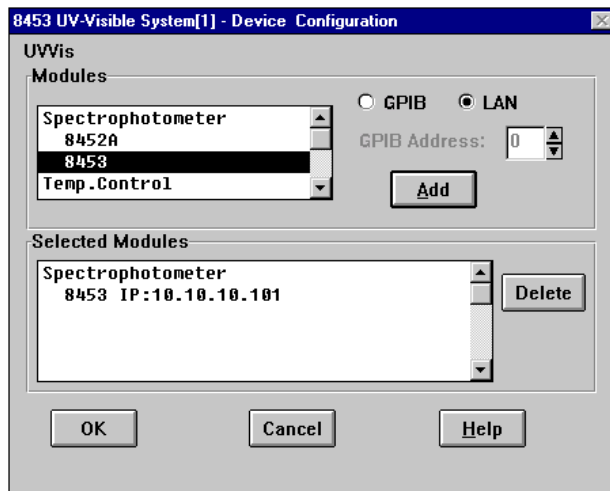 8453 UV-Visible System[1] - Device Configuration
UVVis
Modules
Spectrophotometer
8452A
8453
Temp.Control
GPIB
LAN
GPIB Address:
0
Add
Selected Modules
Spectrophotometer
8453 IP:10.10.10.101
Delete
OK
Cancel
Help